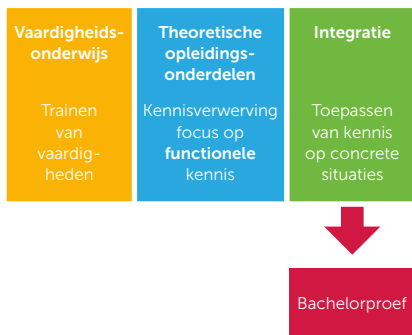 Vaardigheids-
onderwijs
Trainen
van
vaardig-
heden
Theoretische
opleidings-
onderdelen
Kennisverwerving
focus op
functionele
kennis
Integratie
Toepassen
van kennis
op concrete
situaties
Bachelorproef